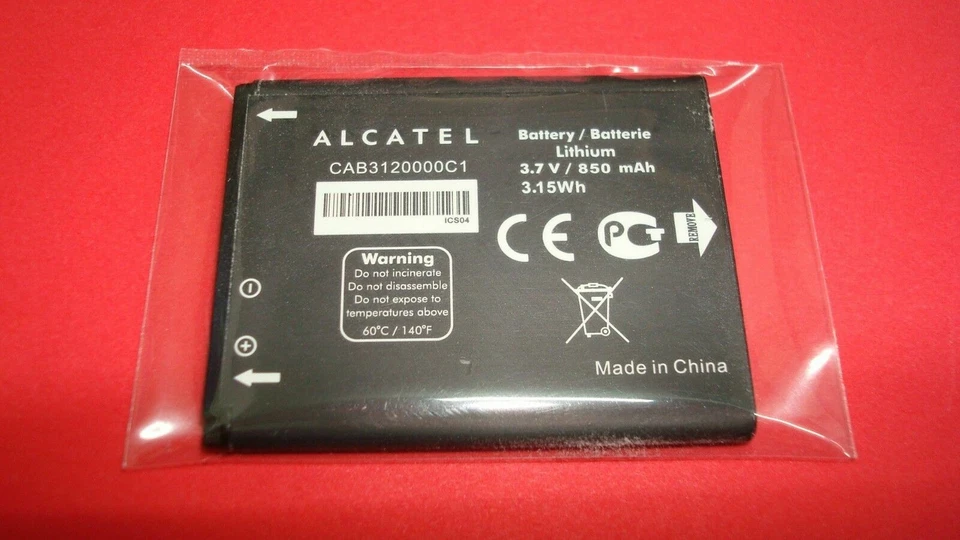 ALCATEL
CAB3120000C1
ICS04
Warning
Do not incinerate
Do not disassemble
Do not expose to
temperatures above
60°C / 140°F
Battery / Batterie
Lithium
3.7 V / 850 mAh
3.15Wh
CE
PC
REMOVE
Made in China